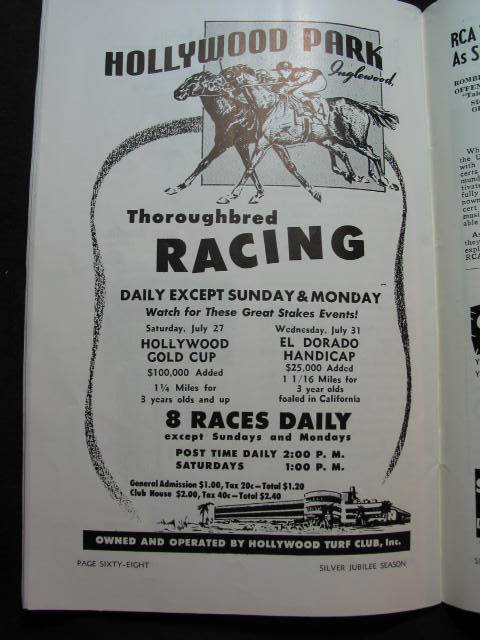 HOLLYWOOD PARK
Inglewood.
Thoroughbred
RACING
DAILY EXCEPT SUNDAY & MONDAY
Watch for These Great Stakes Events!
Saturday, July 27
HOLLYWOOD
GOLD CUP
$100,000 Added
1¼ Miles for
3 years olds and up
Wednesday, July 31
EL DORADO
HANDICAP
$25,000 Added
1 1/16 Miles for
3 year olds
foaled in California
8 RACES DAILY
except Sundays and Mondays
POST TIME DAILY 2:00 P. M.
SATURDAYS 1:00 P. M.
General Admission $1.00, Tax 20c—Total $1.20
Club House $2.00, Tax 40c—Total $2.40
OWNED AND OPERATED BY HOLLYWOOD TURF CLUB, Inc.
PAGE SIXTY-EIGHT
SILVER JUBILEE SEASON
RCA
As S